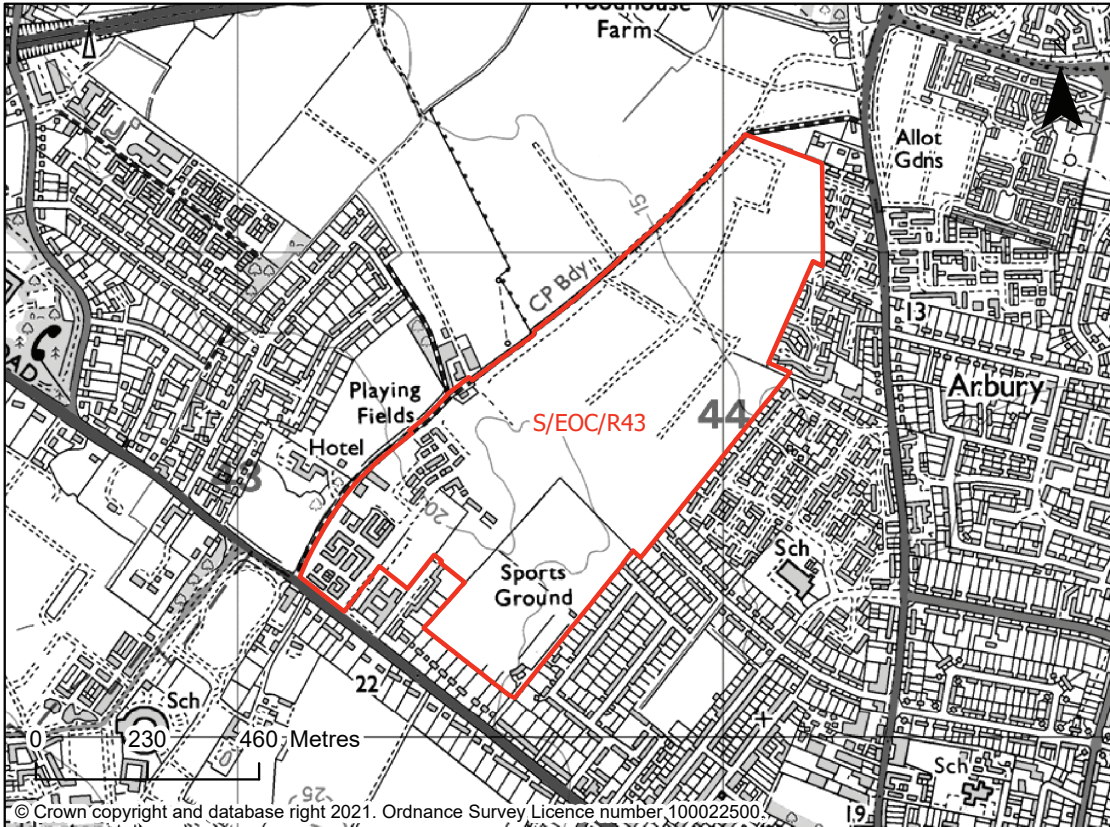 Woodhouse
Farm
N
Allot
Gdns
15
CP Bdy
13
Arbury
Playing
Fields
44
S/EOC/R43
Hotel
43
20
Sch
Sports
Ground
22
Sch
0 230 460 Metres
25
Sch
19
© Crown copyright and database right 2021. Ordnance Survey Licence number 100022500.